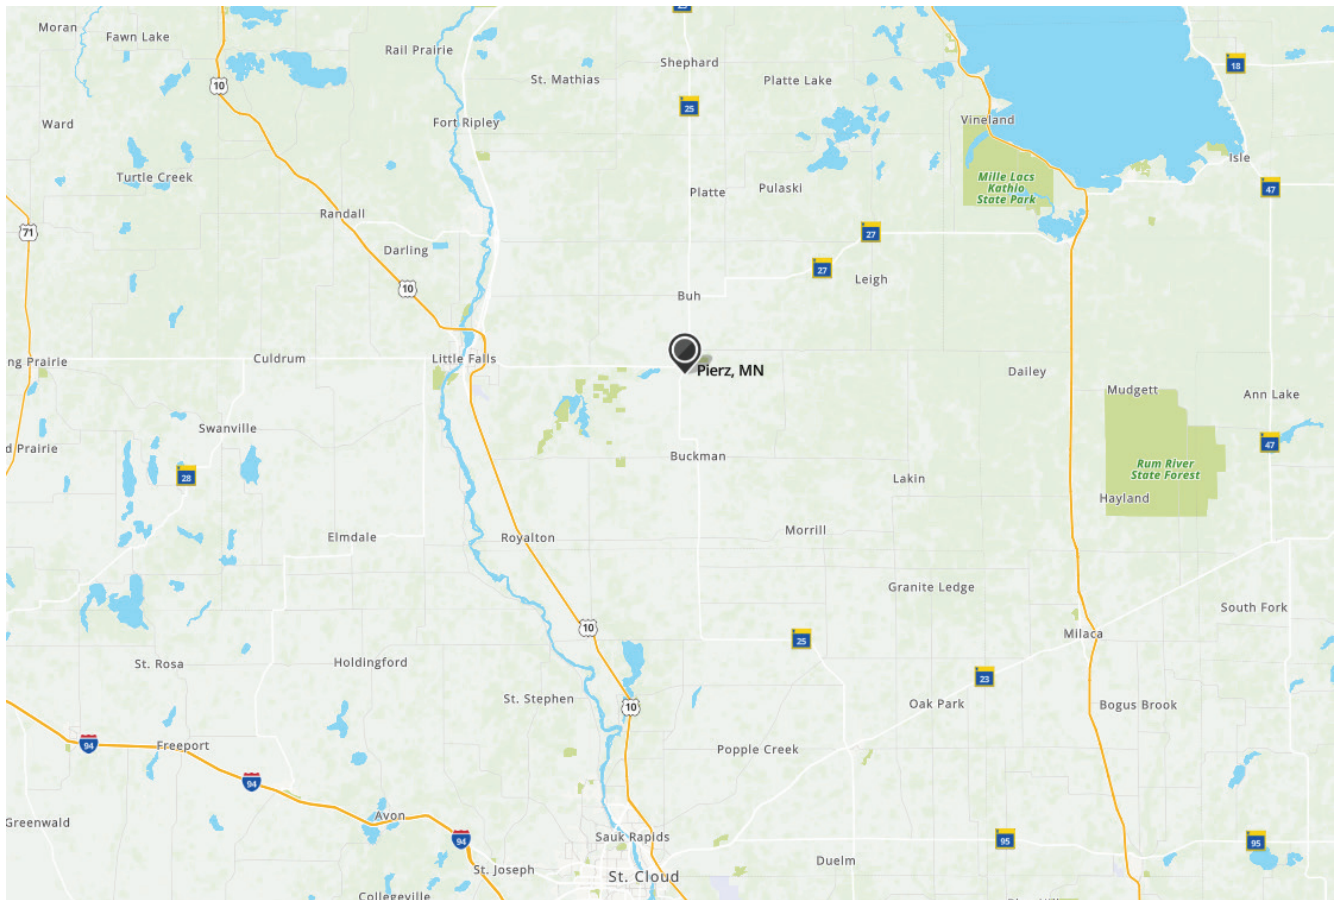 Moran
Fawn Lake
Rail Prairie
Shephard
St. Mathias
Platte Lake
18
10
25
Ward
Fort Ripley
Vineland
Isle
Turtle Creek
Mille Lacs
Kathio
State Park
Platte
Pulaski
47
Randall
71
27
Darling
27
Leigh
10
Buh
ng Prairie
Culdrum
Little Falls
Pierz, MN
Dailey
Mudgett
Ann Lake
Swanville
d Prairie
47
Buckman
Rum River
State Forest
28
Lakin
Hayland
Elmdale
Royalton
Morrill
Granite Ledge
South Fork
10
25
Milaca
St. Rosa
Holdingford
23
St. Stephen
10
Oak Park
Bogus Brook
94
Freeport
Popple Creek
94
Greenwald
Avon
94
Sauk Rapids
95
95
Duelm
St. Joseph
St. Cloud
Collegeville